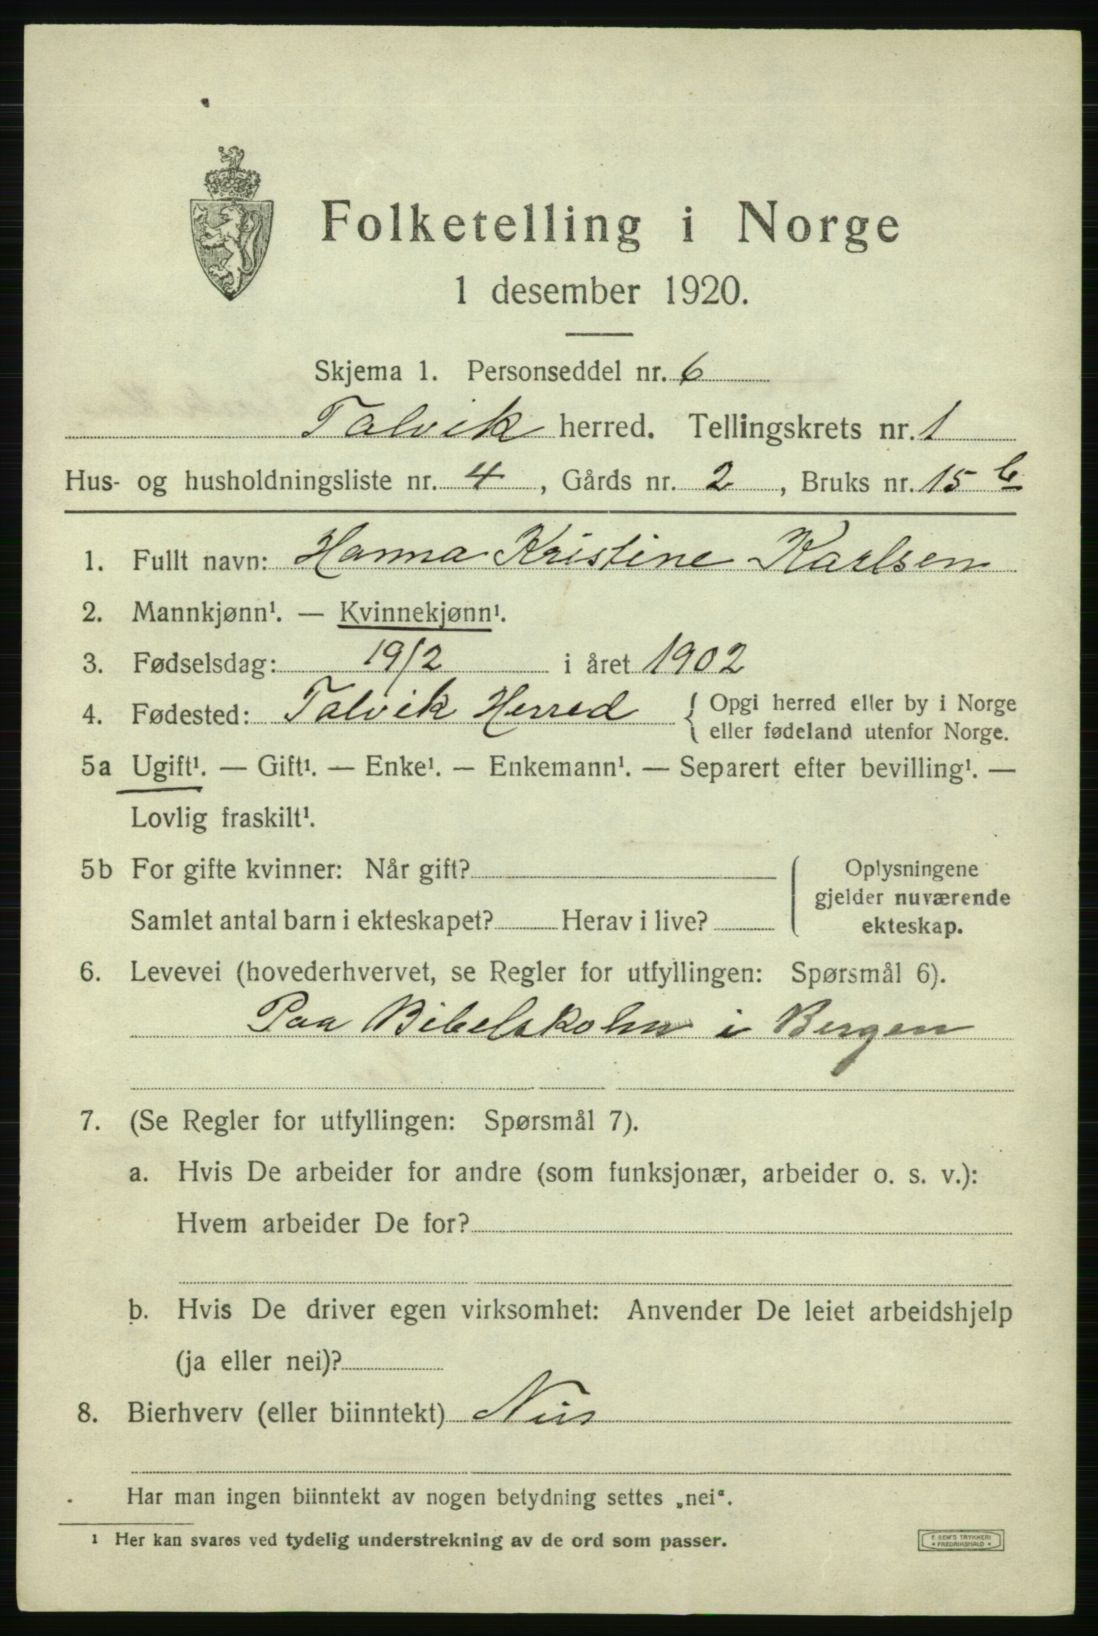 Folketelling i Norge
1 desember 1920.
Skjema 1. Personseddel nr. 6
Talvik herred. Tellingskrets nr. 1
Hus- og husholdningsliste nr. 4, Gårds nr. 2, Bruks nr. 15 b
1. Fullt navn: Hanna Kristine Karlsen
2. Mannkjønn¹. — Kvinnekjønn¹.
3. Fødselsdag: 19/2 i året 1902
4. Fødested: Talvik Herred { Opgi herred eller by i Norge
eller fødeland utenfor Norge.
5a Ugift¹. — Gift¹. — Enke¹. — Enkemann¹. — Separert efter bevilling¹. —
Lovlig fraskilt¹.
5b For gifte kvinner: Når gift?
Samlet antal barn i ekteskapet? Herav i live?
{ Oplysningene
gjelder nuværende
ekteskap.
6. Levevei (hovederhvervet, se Regler for utfyllingen: Spørsmål 6).
Paa Bibelskolen i Bergen
7. (Se Regler for utfyllingen: Spørsmål 7).
a. Hvis De arbeider for andre (som funksjonær, arbeider o. s. v.):
Hvem arbeider De for?
b. Hvis De driver egen virksomhet: Anvender De leiet arbeidshjelp
(ja eller nei)?
8. Bierhverv (eller biinntekt)
Har man ingen biinntekt av nogen betydning settes „nei“.
1 Her kan svares ved tydelig understrekning av de ord som passer.
F. SEM'S TRYKKERI
• FREDRIKSHALD •